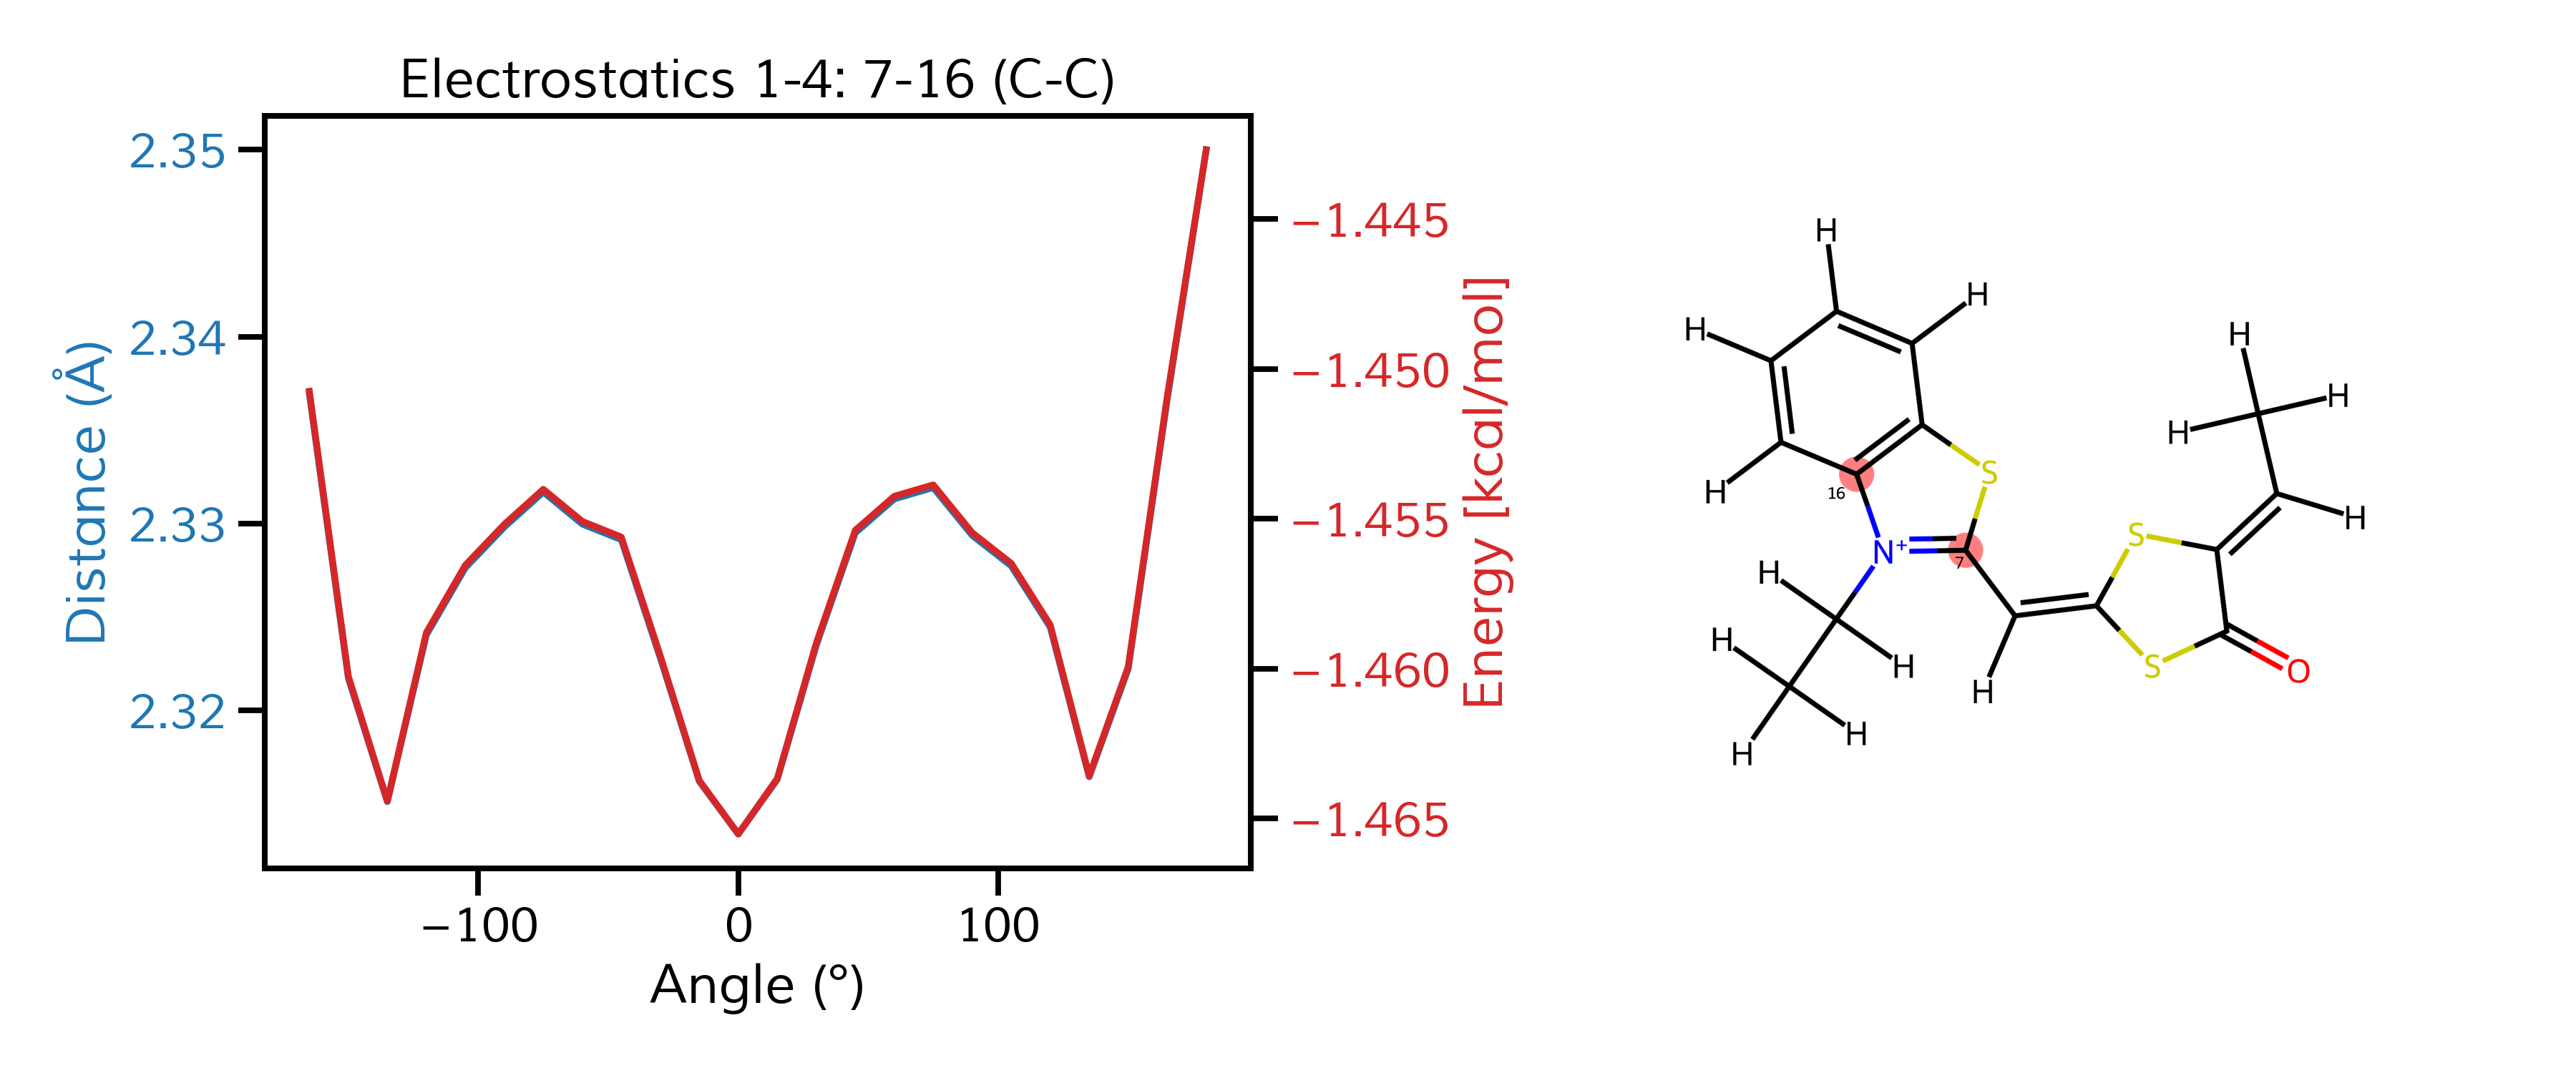 Electrostatics 1-4: 7-16 (C-C)
2.35
2.34
2.33
2.32
Distance (Å)
−1.445
−1.450
−1.455
−1.460
−1.465
Energy [kcal/mol]
−100 0 100
Angle (°)
H
H
H
H
H
H
H
S
16
H
S
H
N⁺
7
H
H
H
S
O
H
H
H